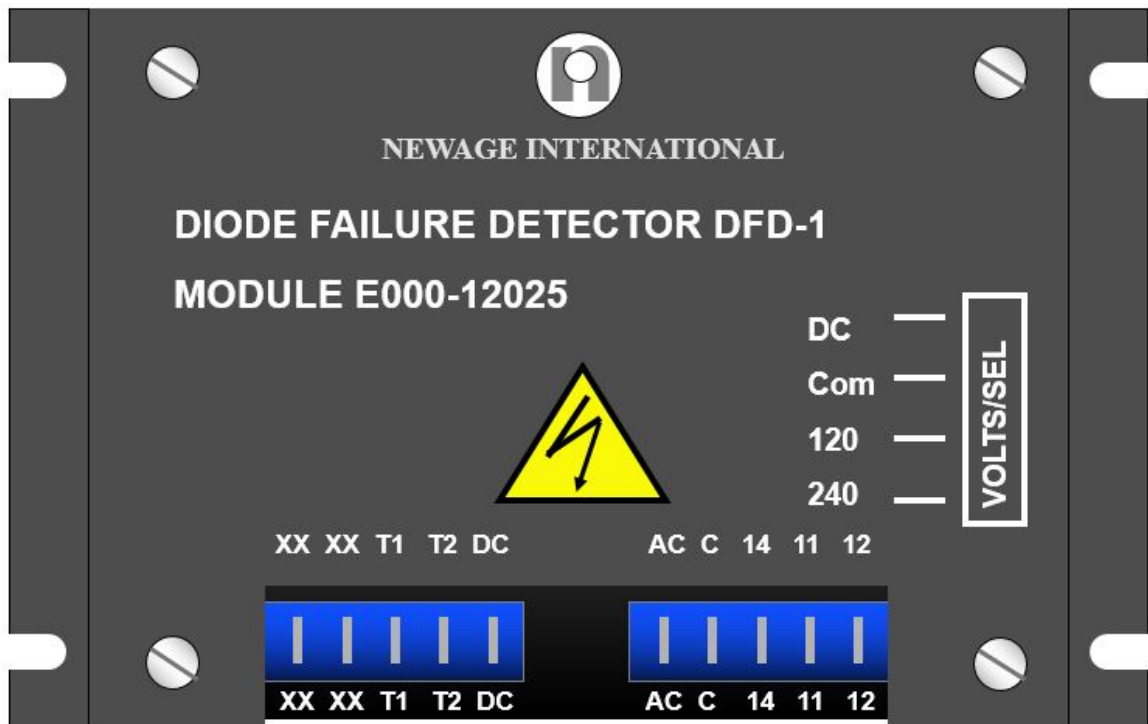 n
NEWAGE INTERNATIONAL
DIODE FAILURE DETECTOR DFD-1
MODULE E000-12025
DC
Com
120
240
VOLTS/SEL
XX XX T1 T2 DC AC C 14 11 12
XX XX T1 T2 DC AC C 14 11 12